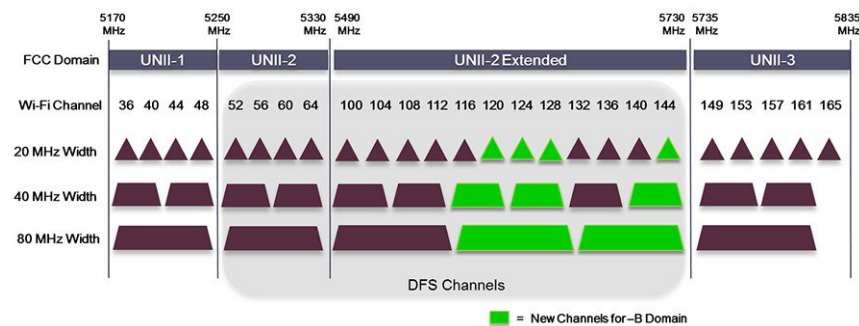 5170 MHz 5250 MHz 5330 MHz 5490 MHz 5730 MHz 5735 MHz 5835 MHz
FCC Domain UNII-1 UNII-2 UNII-2 Extended UNII-3
Wi-Fi Channel 36 40 44 48 52 56 60 64 100 104 108 112 116 120 124 128 132 136 140 144 149 153 157 161 165
20 MHz Width
40 MHz Width
80 MHz Width
DFS Channels
= New Channels for –B Domain